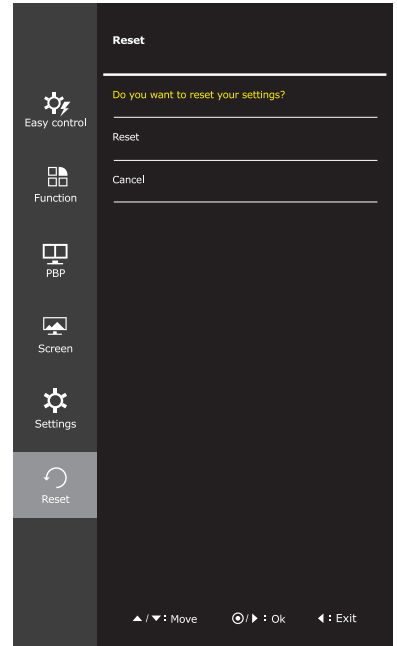 Reset
Do you want to reset your settings?
Reset
Cancel
Easy control
Function
PBP
Screen
Settings
Reset
▲/▼: Move ◉/▶ : Ok ◀ : Exit